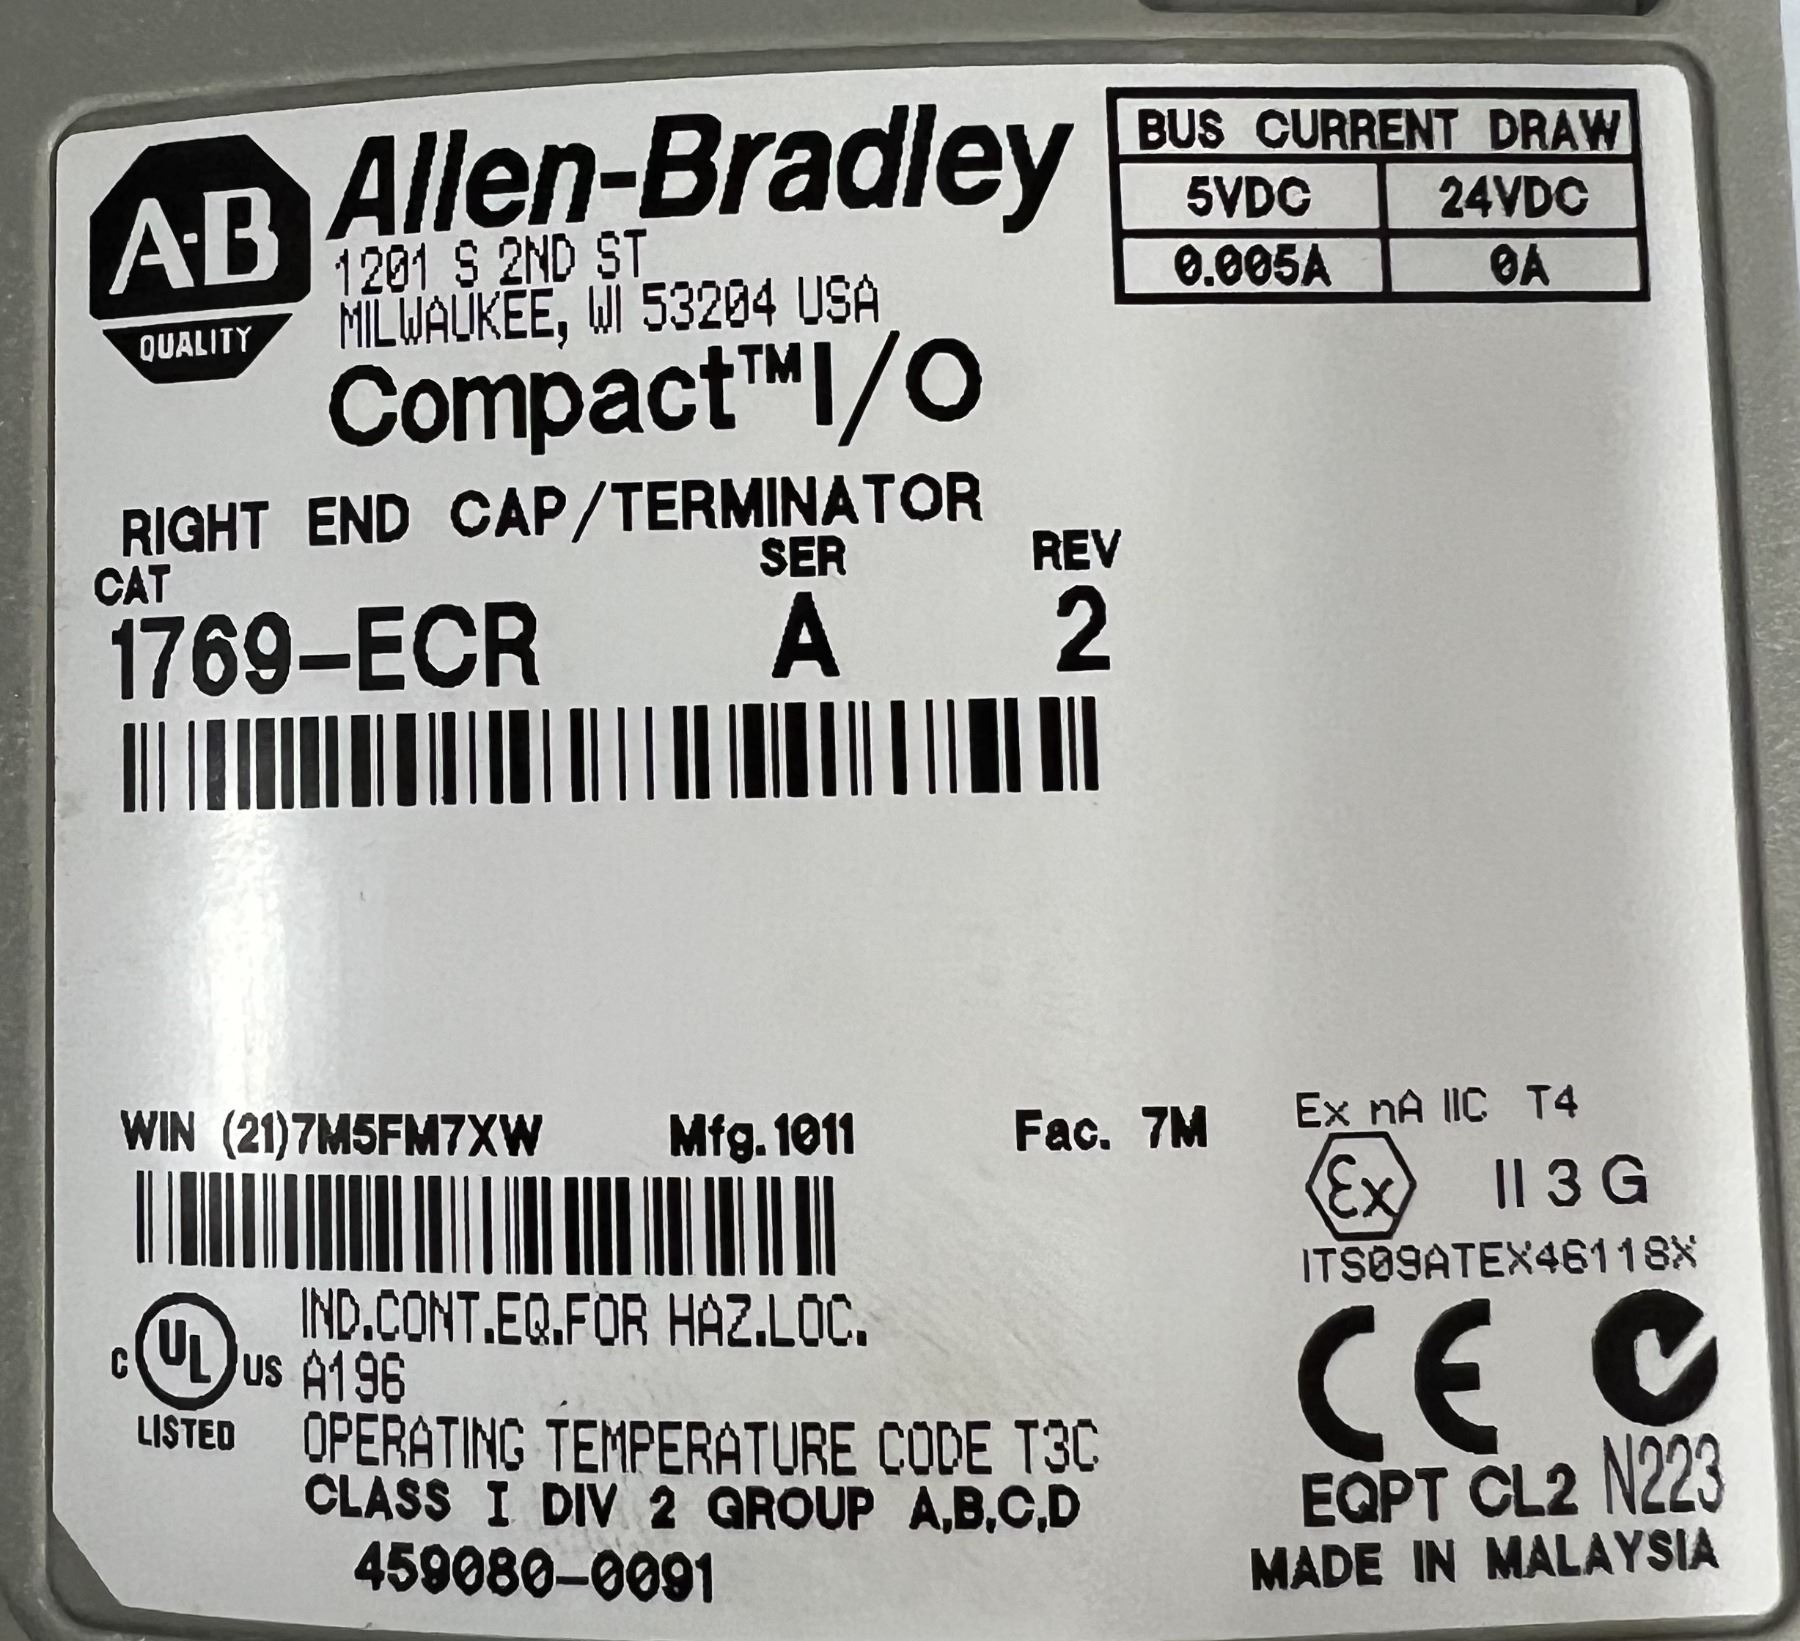 A-B
QUALITY
Allen-Bradley
1201 S 2ND ST
MILWAUKEE, WI 53204 USA
Compact™ I/O
BUS CURRENT DRAW
5VDC 24VDC
0.005A 0A
RIGHT END CAP/TERMINATOR
CAT SER REV
1769-ECR A 2
WIN (21)7M5FM7XW Mfg.1011 Fac. 7M
Ex nA IIC T4
Ex II 3 G
ITS09ATEX46118X
C UL US
LISTED
IND.CONT.EQ.FOR HAZ.LOC.
A196
OPERATING TEMPERATURE CODE T3C
CLASS I DIV 2 GROUP A,B,C,D
459080-0091
CE
EQPT CL2 N223
MADE IN MALAYSIA